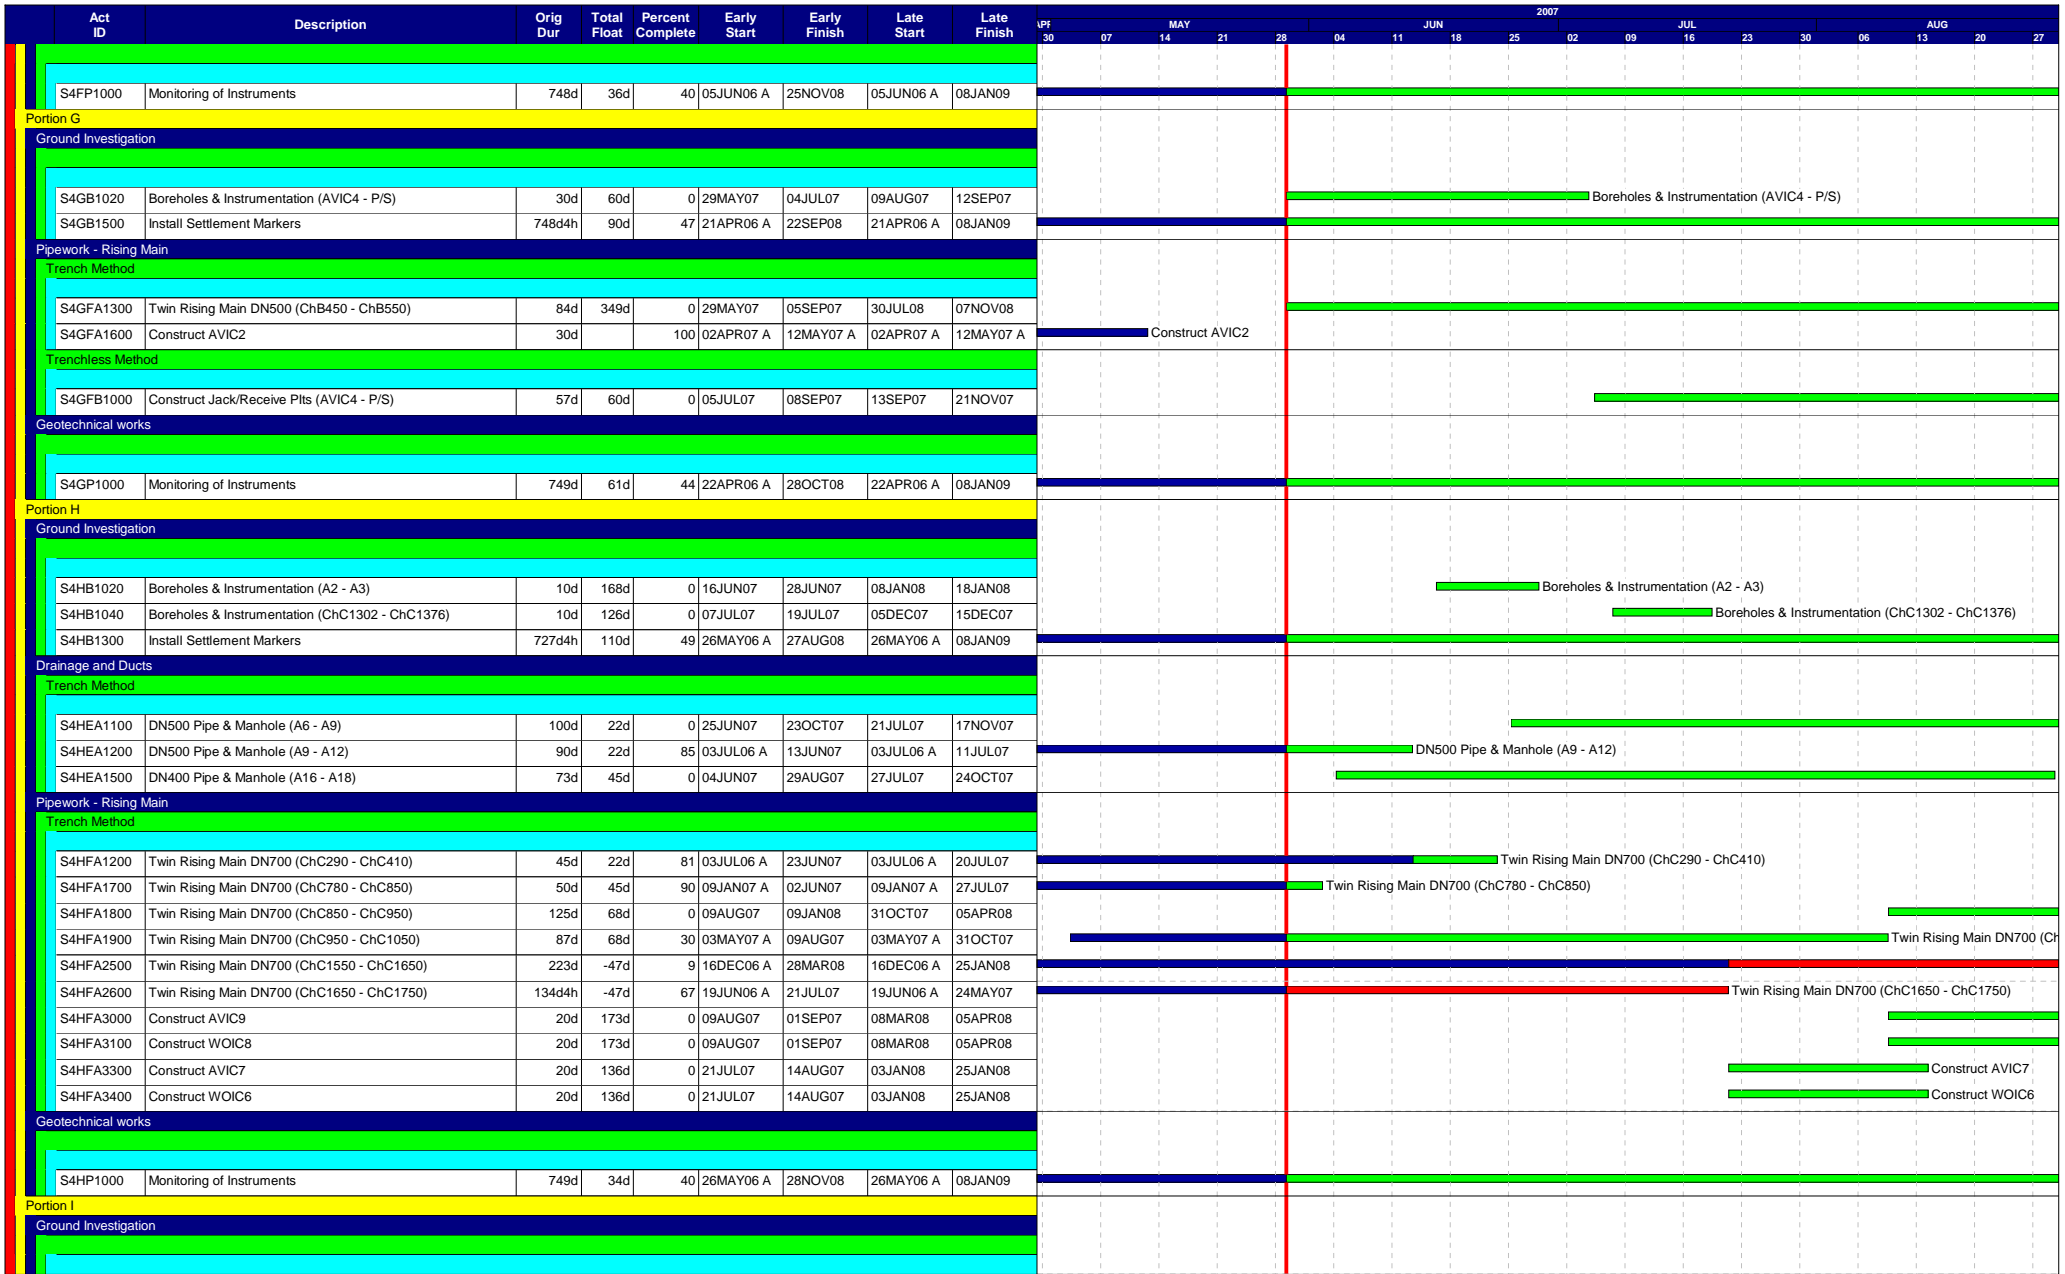 Act ID Description Orig Dur Total Float Percent Complete Early Start Early Finish Late Start Late Finish
2007
APR MAY JUN JUL AUG
30 07 14 21 28 04 11 18 25 02 09 16 23 30 06 13 20 27
S4FP1000 Monitoring of Instruments 748d 36d 40 05JUN06 A 25NOV08 05JUN06 A 08JAN09
Portion G
Ground Investigation
S4GB1020 Boreholes & Instrumentation (AVIC4 - P/S) 30d 60d 0 29MAY07 04JUL07 09AUG07 12SEP07 Boreholes & Instrumentation (AVIC4 - P/S)
S4GB1500 Install Settlement Markers 748d4h 90d 47 21APR06 A 22SEP08 21APR06 A 08JAN09
Pipework - Rising Main
Trench Method
S4GFA1300 Twin Rising Main DN500 (ChB450 - ChB550) 84d 349d 0 29MAY07 05SEP07 30JUL08 07NOV08
S4GFA1600 Construct AVIC2 30d 100 02APR07 A 12MAY07 A 02APR07 A 12MAY07 A Construct AVIC2
Trenchless Method
S4GFB1000 Construct Jack/Receive PIts (AVIC4 - P/S) 57d 60d 0 05JUL07 08SEP07 13SEP07 21NOV07
Geotechnical works
S4GP1000 Monitoring of Instruments 749d 61d 44 22APR06 A 28OCT08 22APR06 A 08JAN09
Portion H
Ground Investigation
S4HB1020 Boreholes & Instrumentation (A2 - A3) 10d 168d 0 16JUN07 28JUN07 08JAN08 18JAN08 Boreholes & Instrumentation (A2 - A3)
S4HB1040 Boreholes & Instrumentation (ChC1302 - ChC1376) 10d 126d 0 07JUL07 19JUL07 05DEC07 15DEC07 Boreholes & Instrumentation (ChC1302 - ChC1376)
S4HB1300 Install Settlement Markers 727d4h 110d 49 26MAY06 A 27AUG08 26MAY06 A 08JAN09
Drainage and Ducts
Trench Method
S4HEA1100 DN500 Pipe & Manhole (A6 - A9) 100d 22d 0 25JUN07 23OCT07 21JUL07 17NOV07
S4HEA1200 DN500 Pipe & Manhole (A9 - A12) 90d 22d 85 03JUL06 A 13JUN07 03JUL06 A 11JUL07 DN500 Pipe & Manhole (A9 - A12)
S4HEA1500 DN400 Pipe & Manhole (A16 - A18) 73d 45d 0 04JUN07 29AUG07 27JUL07 24OCT07
Pipework - Rising Main
Trench Method
S4HFA1200 Twin Rising Main DN700 (ChC290 - ChC410) 45d 22d 81 03JUL06 A 23JUN07 03JUL06 A 20JUL07 Twin Rising Main DN700 (ChC290 - ChC410)
S4HFA1700 Twin Rising Main DN700 (ChC780 - ChC850) 50d 45d 90 09JAN07 A 02JUN07 09JAN07 A 27JUL07 Twin Rising Main DN700 (ChC780 - ChC850)
S4HFA1800 Twin Rising Main DN700 (ChC850 - ChC950) 125d 68d 0 09AUG07 09JAN08 31OCT07 05APR08
S4HFA1900 Twin Rising Main DN700 (ChC950 - ChC1050) 87d 68d 30 03MAY07 A 09AUG07 03MAY07 A 31OCT07 Twin Rising Main DN700 (Ch
S4HFA2500 Twin Rising Main DN700 (ChC1550 - ChC1650) 223d -47d 9 16DEC06 A 28MAR08 16DEC06 A 25JAN08
S4HFA2600 Twin Rising Main DN700 (ChC1650 - ChC1750) 134d4h -47d 67 19JUN06 A 21JUL07 19JUN06 A 24MAY07 Twin Rising Main DN700 (ChC1650 - ChC1750)
S4HFA3000 Construct AVIC9 20d 173d 0 09AUG07 01SEP07 08MAR08 05APR08
S4HFA3100 Construct WOIC8 20d 173d 0 09AUG07 01SEP07 08MAR08 05APR08
S4HFA3300 Construct AVIC7 20d 136d 0 21JUL07 14AUG07 03JAN08 25JAN08 Construct AVIC7
S4HFA3400 Construct WOIC6 20d 136d 0 21JUL07 14AUG07 03JAN08 25JAN08 Construct WOIC6
Geotechnical works
S4HP1000 Monitoring of Instruments 749d 34d 40 26MAY06 A 28NOV08 26MAY06 A 08JAN09
Portion I
Ground Investigation